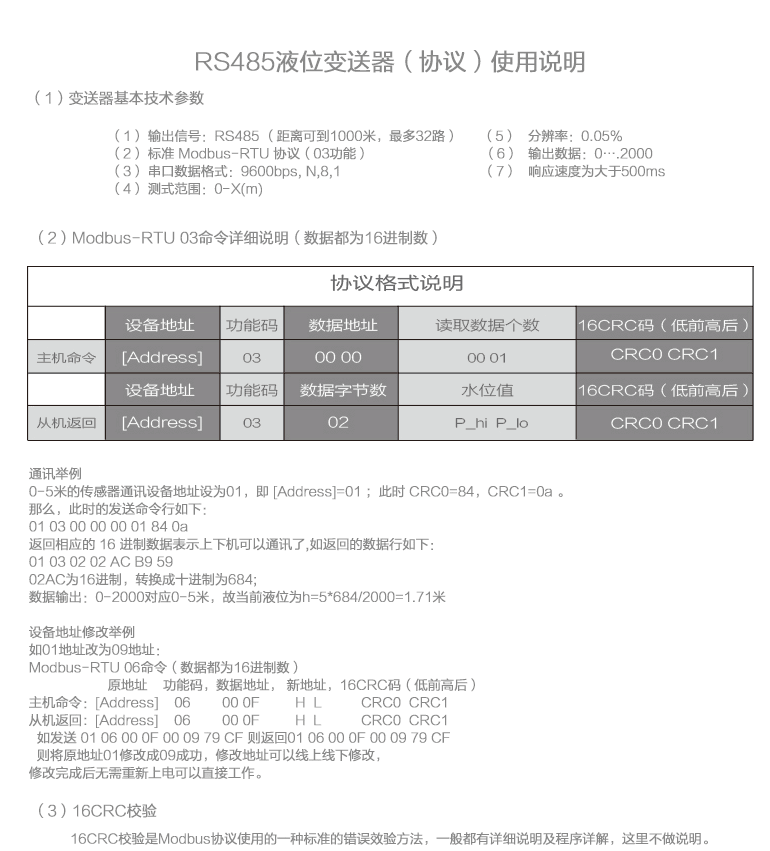 RS485液位变送器（协议）使用说明
（1）变送器基本技术参数
（1）输出信号：RS485（距离可到1000米，最多32路） （5） 分辨率：0.05%
（2）标准 Modbus-RTU 协议（03功能） （6） 输出数据：0….2000
（3）串口数据格式：9600bps, N,8,1 （7） 响应速度为大于500ms
（4）测式范围：0-X(m)
（2）Modbus-RTU 03命令详细说明（数据都为16进制数）
协议格式说明
设备地址 功能码 数据地址 读取数据个数 16CRC码（低前高后）
主机命令 [Address] 03 00 00 00 01 CRC0 CRC1
设备地址 功能码 数据字节数 水位值 16CRC码（低前高后）
从机返回 [Address] 03 02 P_hi P_lo CRC0 CRC1
通讯举例
0-5米的传感器通讯设备地址设为01，即 [Address]=01 ；此时 CRC0=84，CRC1=0a 。
那么，此时的发送命令行如下：
01 03 00 00 00 01 84 0a
返回相应的 16 进制数据表示上下机可以通讯了,如返回的数据行如下：
01 03 02 02 AC B9 59
02AC为16进制，转换成十进制为684；
数据输出：0-2000对应0-5米，故当前液位为h=5*684/2000=1.71米
设备地址修改举例
如01地址改为09地址：
Modbus-RTU 06命令（数据都为16进制数）
原地址 功能码，数据地址， 新地址，16CRC码（低前高后）
主机命令：[Address] 06 00 0F H L CRC0 CRC1
从机返回：[Address] 06 00 0F H L CRC0 CRC1
如发送 01 06 00 0F 00 09 79 CF 则返回01 06 00 0F 00 09 79 CF
则将原地址01修改成09成功，修改地址可以线上线下修改，
修改完成后无需重新上电可以直接工作。
（3）16CRC校验
16CRC校验是Modbus协议使用的一种标准的错误效验方法，一般都有详细说明及程序详解，这里不做说明。